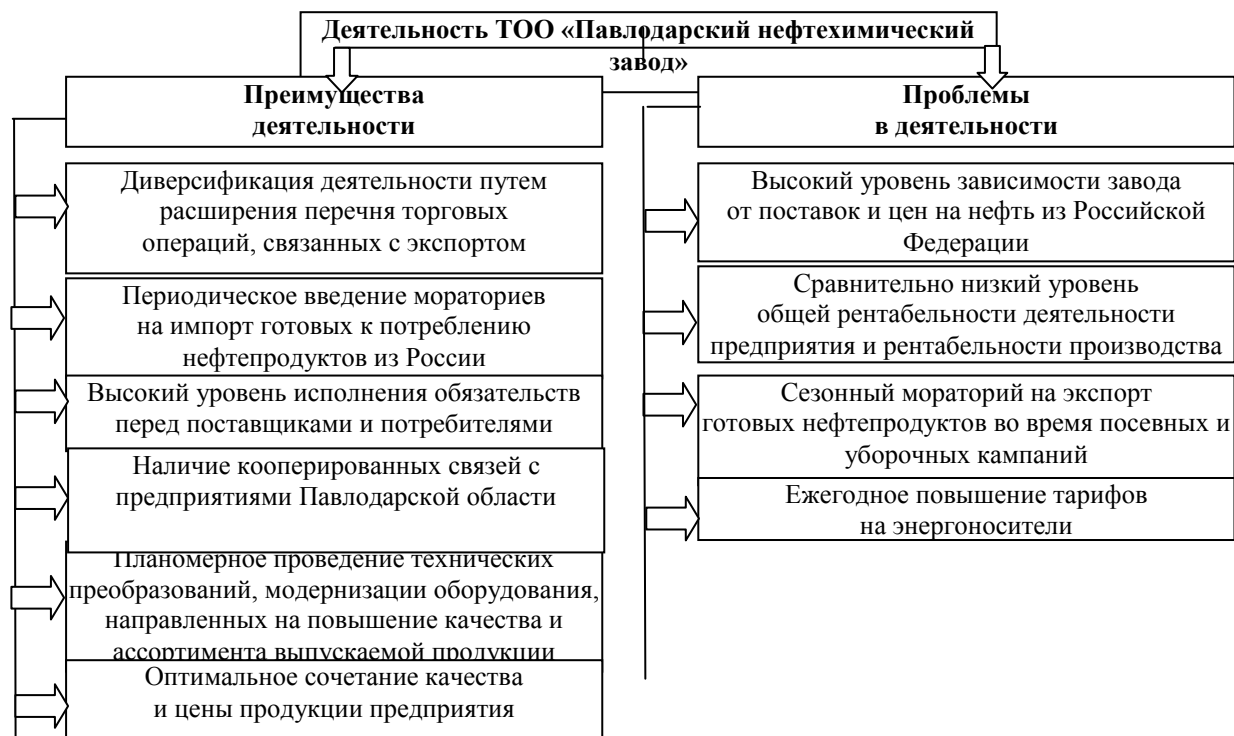 Деятельность ТОО «Павлодарский нефтехимический
завод»
Преимущества
деятельности
Диверсификация деятельности путем
расширения перечня торговых
операций, связанных с экспортом
Периодическое введение мораториев
на импорт готовых к потреблению
нефтепродуктов из России
Высокий уровень исполнения обязательств
перед поставщиками и потребителями
Наличие кооперированных связей с
предприятиями Павлодарской области
Планомерное проведение технических
преобразований, модернизации оборудования,
направленных на повышение качества и
ассортимента выпускаемой продукции
Оптимальное сочетание качества
и цены продукции предприятия
Проблемы
в деятельности
Высокий уровень зависимости завода
от поставок и цен на нефть из Российской
Федерации
Сравнительно низкий уровень
общей рентабельности деятельности
предприятия и рентабельности производства
Сезонный мораторий на экспорт
готовых нефтепродуктов во время посевных и
уборочных кампаний
Ежегодное повышение тарифов
на энергоносители